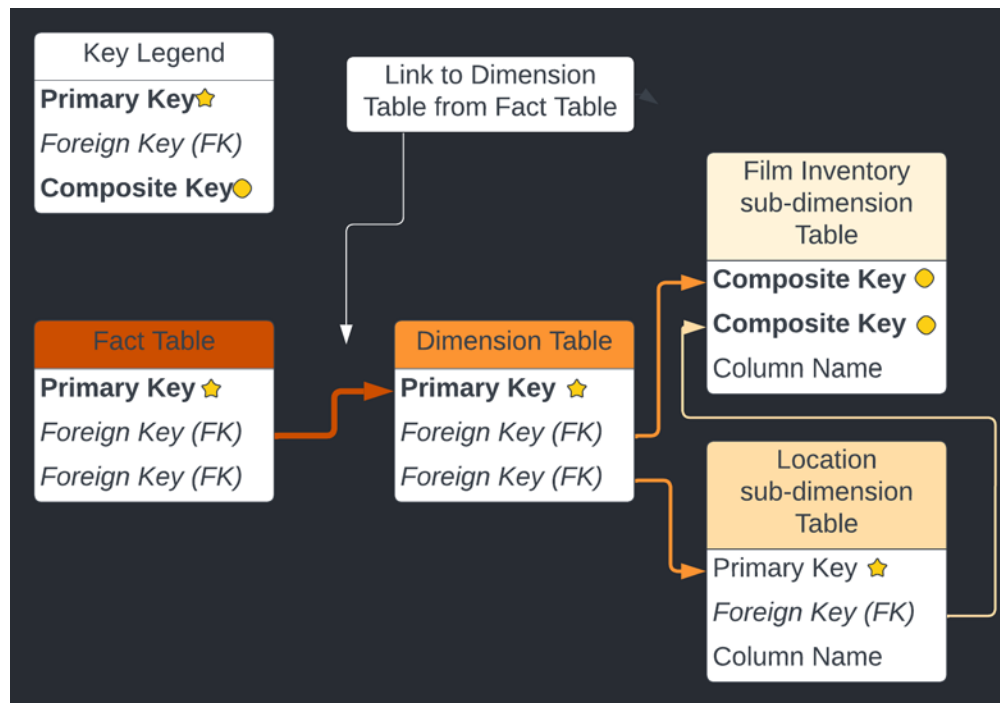 Key Legend
Primary Key
Foreign Key (FK)
Composite Key
Link to Dimension
Table from Fact Table
Film Inventory
sub-dimension
Table
Composite Key
Composite Key
Column Name
Fact Table
Primary Key
Foreign Key (FK)
Foreign Key (FK)
Dimension Table
Primary Key
Foreign Key (FK)
Foreign Key (FK)
Location
sub-dimension
Table
Primary Key
Foreign Key (FK)
Column Name